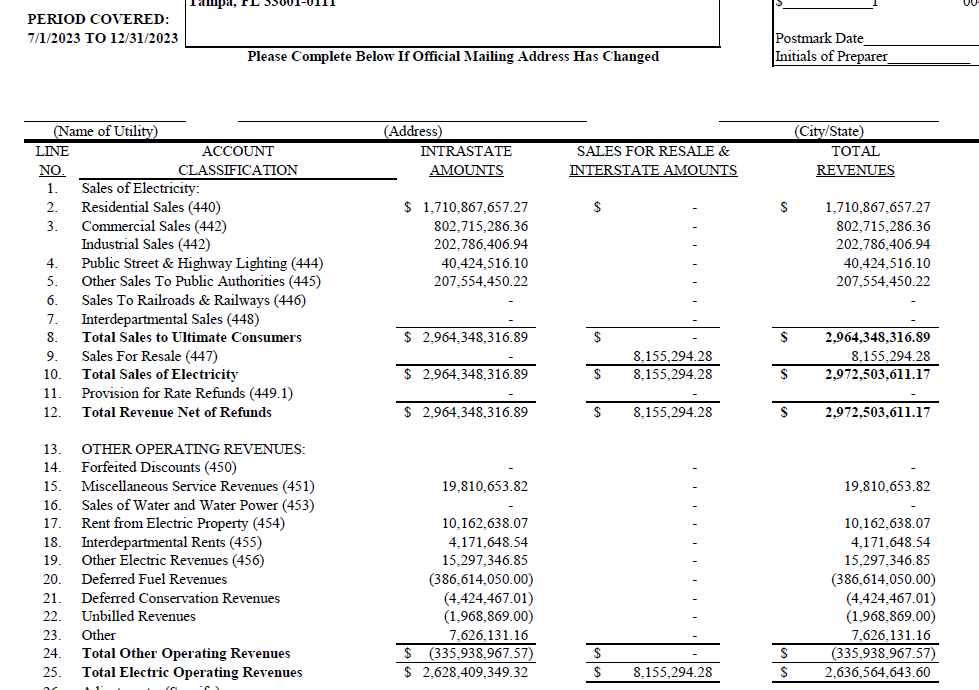 Tampa, FL 33601-0111
$ 1 00
PERIOD COVERED:
7/1/2023 TO 12/31/2023
Postmark Date
Please Complete Below If Official Mailing Address Has Changed
Initials of Preparer
(Name of Utility) (Address) (City/State)
LINE ACCOUNT INTRASTATE SALES FOR RESALE & TOTAL
NO. CLASSIFICATION AMOUNTS INTERSTATE AMOUNTS REVENUES
1. Sales of Electricity:
2. Residential Sales (440) $ 1,710,867,657.27 $ - $ 1,710,867,657.27
3. Commercial Sales (442) 802,715,286.36 - 802,715,286.36
Industrial Sales (442) 202,786,406.94 - 202,786,406.94
4. Public Street & Highway Lighting (444) 40,424,516.10 - 40,424,516.10
5. Other Sales To Public Authorities (445) 207,554,450.22 - 207,554,450.22
6. Sales To Railroads & Railways (446) - - -
7. Interdepartmental Sales (448) - - -
8. Total Sales to Ultimate Consumers $ 2,964,348,316.89 $ - $ 2,964,348,316.89
9. Sales For Resale (447) - 8,155,294.28 8,155,294.28
10. Total Sales of Electricity $ 2,964,348,316.89 $ 8,155,294.28 $ 2,972,503,611.17
11. Provision for Rate Refunds (449.1) - - -
12. Total Revenue Net of Refunds $ 2,964,348,316.89 $ 8,155,294.28 $ 2,972,503,611.17
13. OTHER OPERATING REVENUES:
14. Forfeited Discounts (450) - - -
15. Miscellaneous Service Revenues (451) 19,810,653.82 - 19,810,653.82
16. Sales of Water and Water Power (453) - - -
17. Rent from Electric Property (454) 10,162,638.07 - 10,162,638.07
18. Interdepartmental Rents (455) 4,171,648.54 - 4,171,648.54
19. Other Electric Revenues (456) 15,297,346.85 - 15,297,346.85
20. Deferred Fuel Revenues (386,614,050.00) - (386,614,050.00)
21. Deferred Conservation Revenues (4,424,467.01) - (4,424,467.01)
22. Unbilled Revenues (1,968,869.00) - (1,968,869.00)
23. Other 7,626,131.16 - 7,626,131.16
24. Total Other Operating Revenues $ (335,938,967.57) $ - $ (335,938,967.57)
25. Total Electric Operating Revenues $ 2,628,409,349.32 $ 8,155,294.28 $ 2,636,564,643.60